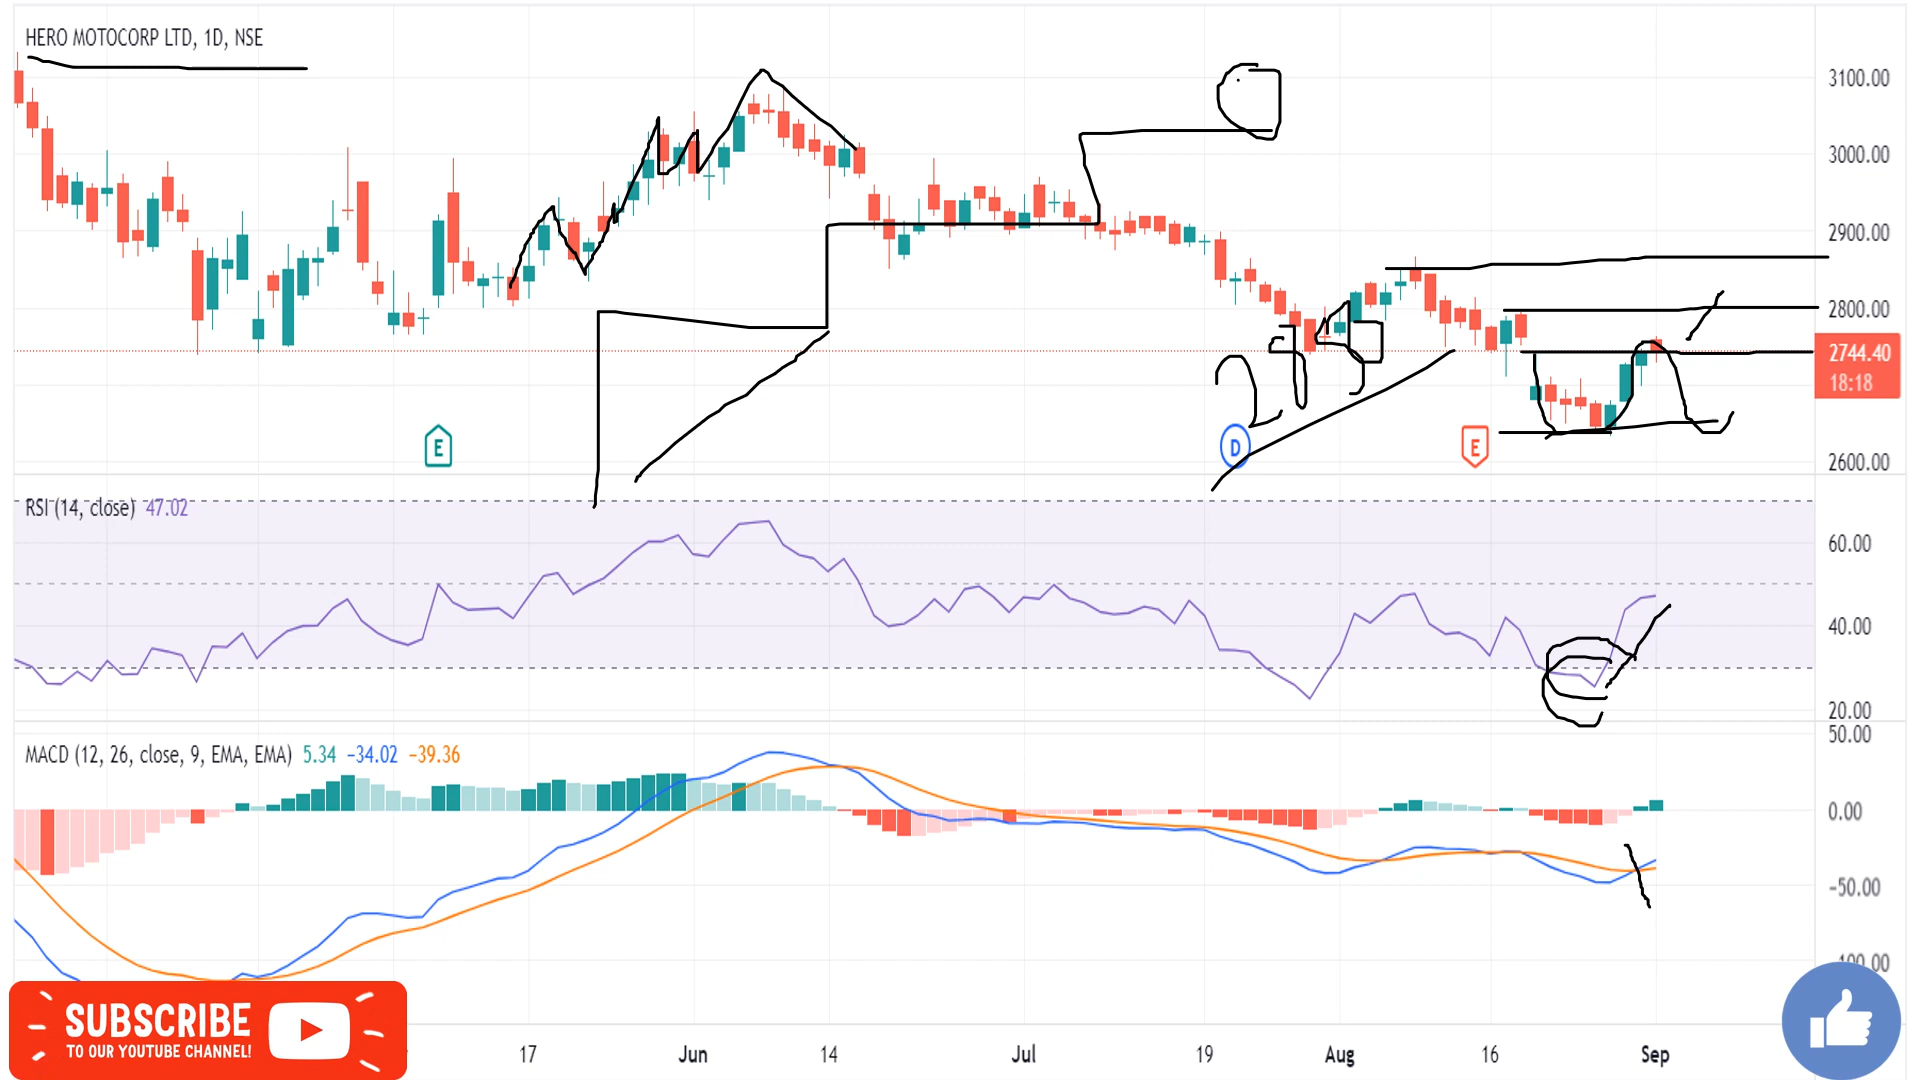 HERO MOTOCORP LTD, 1D, NSE
3100.00
3000.00
2900.00
2800.00
2744.40
18:18
2600.00
E
D
E
RSI (14, close) 47.02
60.00
40.00
20.00
MACD (12, 26, close, 9, EMA, EMA) 5.34 −34.02 −39.36
50.00
0.00
−50.00
SUBSCRIBE
TO OUR YOUTUBE CHANNEL!
17 Jun 14 Jul 19 Aug 16 Sep